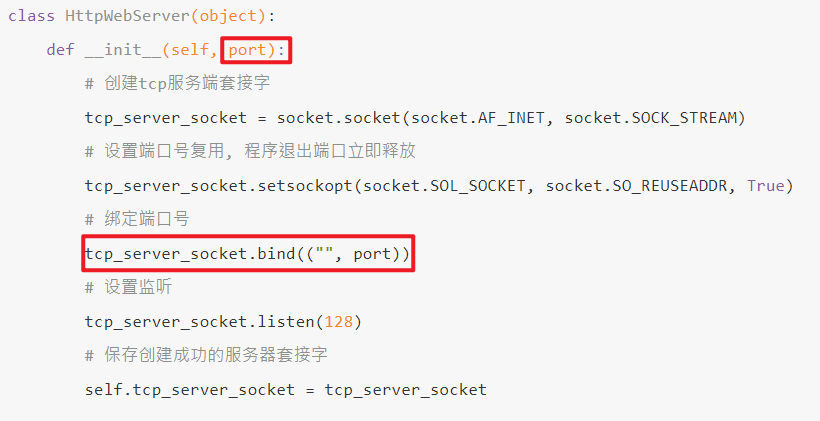 class HttpWebServer(object):
def __init__(self, port):
# 创建tcp服务端套接字
tcp_server_socket = socket.socket(socket.AF_INET, socket.SOCK_STREAM)
# 设置端口号复用, 程序退出端口立即释放
tcp_server_socket.setsockopt(socket.SOL_SOCKET, socket.SO_REUSEADDR, True)
# 绑定端口号
tcp_server_socket.bind(("", port))
# 设置监听
tcp_server_socket.listen(128)
# 保存创建成功的服务器套接字
self.tcp_server_socket = tcp_server_socket